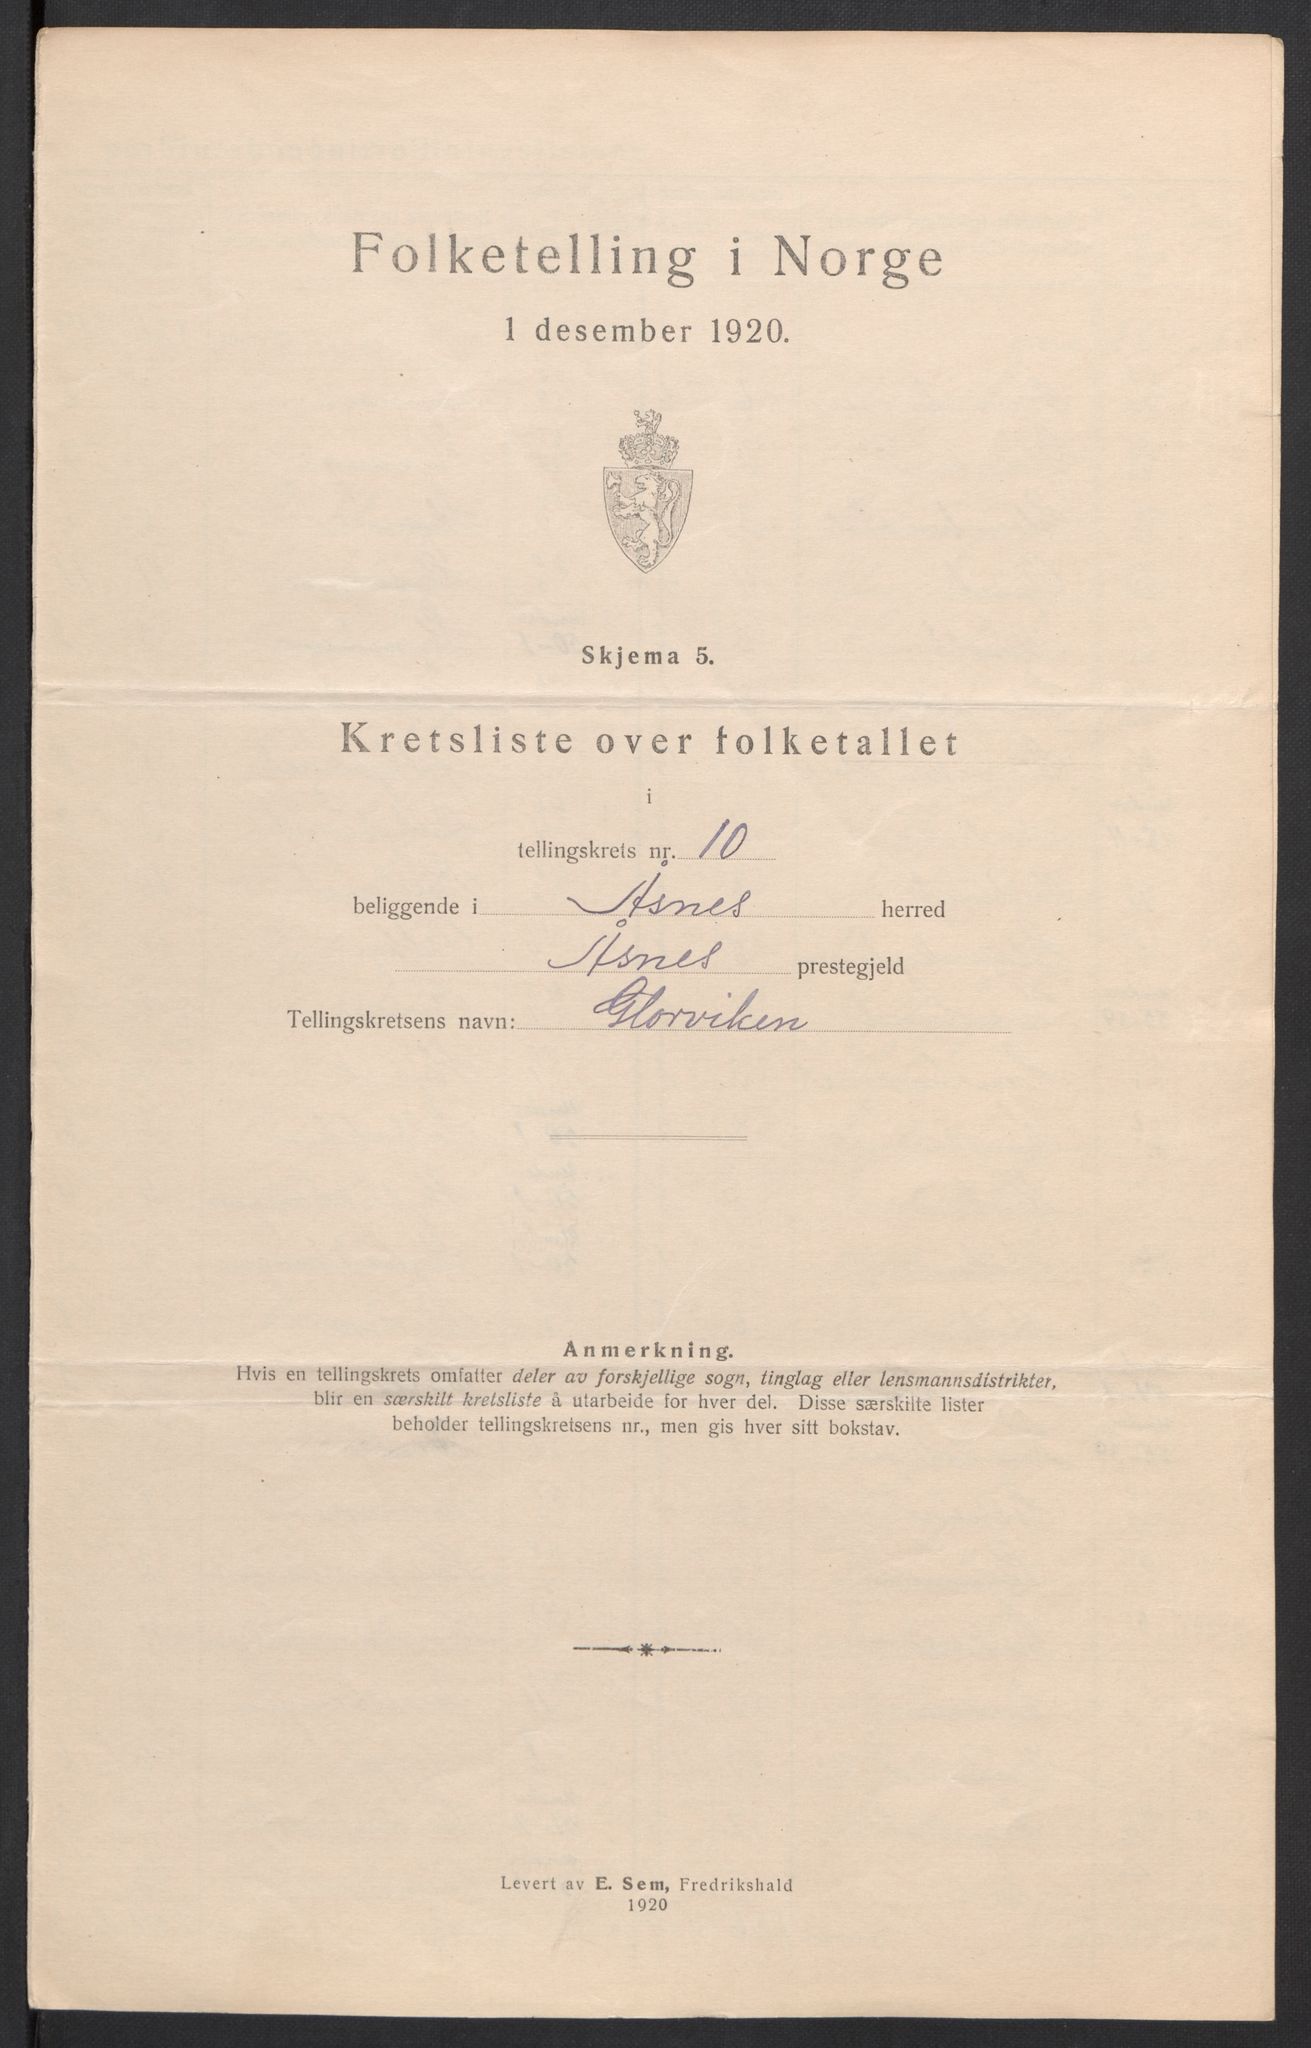 Folketelling i Norge
1 desember 1920.
Skjema 5.
Kretsliste over folketallet
i
tellingskrets nr. 10
beliggende i Åsnes herred
Åsnes prestegjeld
Tellingskretsens navn: Glorviken
Anmerkning.
Hvis en tellingskrets omfatter deler av forskjellige sogn, tinglag eller lensmannsdistrikter,
blir en særskilt kretsliste å utarbeide for hver del. Disse særskilte lister
beholder tellingskretsens nr., men gis hver sitt bokstav.
Levert av E. Sem, Fredrikshald
1920